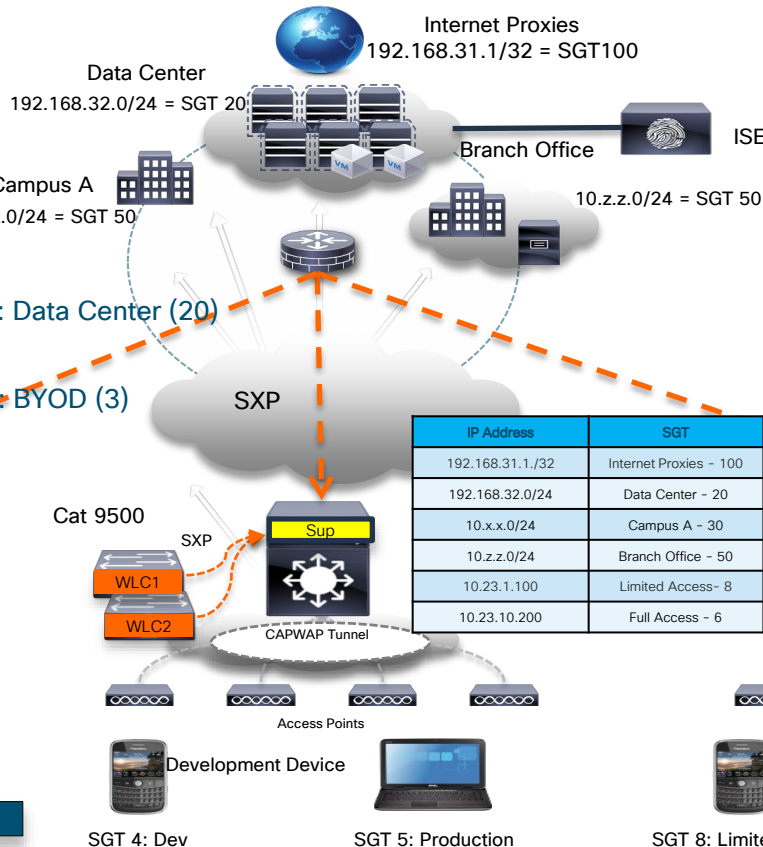 Internet Proxies
192.168.31.1/32 = SGT100
Data Center
192.168.32.0/24 = SGT 20
VM
VM
ISE
Branch Office
Campus A
.0/24 = SGT 50
10.z.z.0/24 = SGT 50
: Data Center (20)
: BYOD (3)
SXP
IP Address SGT
192.168.31.1./32 Internet Proxies - 100
192.168.32.0/24 Data Center - 20
10.x.x.0/24 Campus A - 30
10.z.z.0/24 Branch Office - 50
10.23.1.100 Limited Access- 8
10.23.10.200 Full Access - 6
Cat 9500
SXP
Sup
WLC1
WLC2
CAPWAP Tunnel
Access Points
Development Device
SGT 4: Dev
SGT 5: Production
SGT 8: Limite